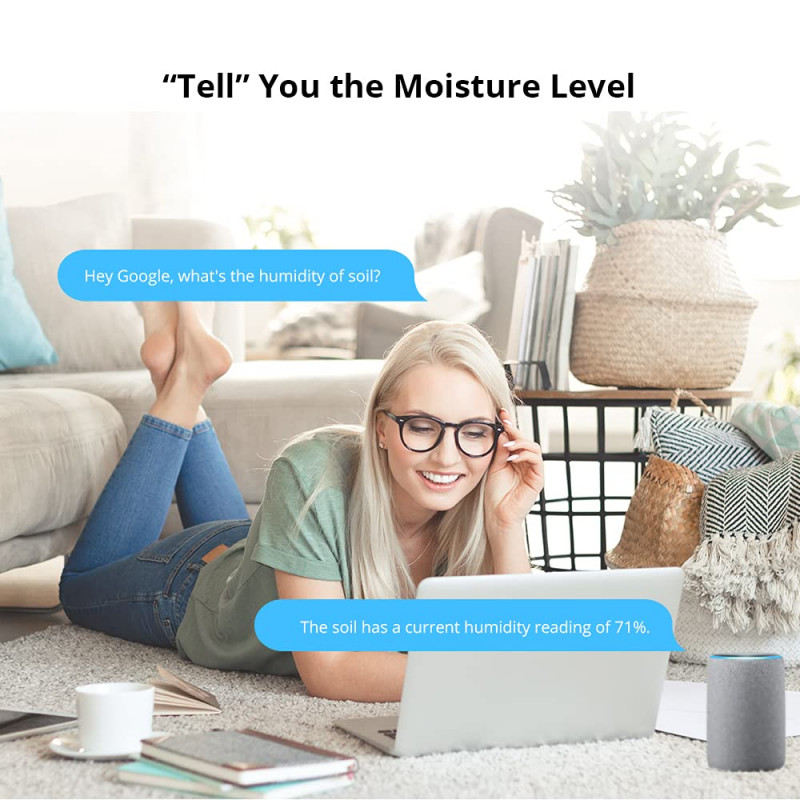 “Tell” You the Moisture Level
Hey Google, what's the humidity of soil?
The soil has a current humidity reading of 71%.